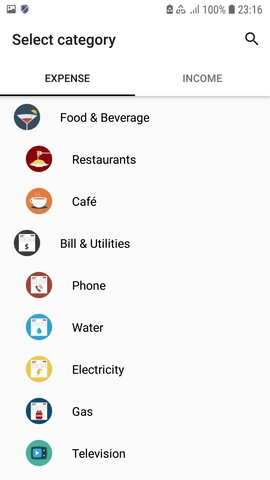 100% 23:16
Select category
EXPENSE INCOME
Food & Beverage
Restaurants
Café
Bill & Utilities
Phone
Water
Electricity
Gas
Television